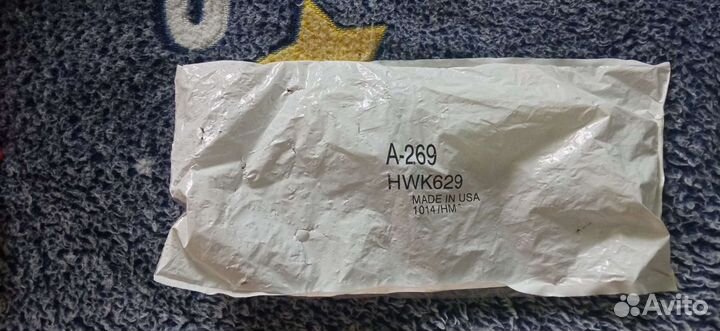 A-269
HWK629
MADE IN USA
1014/HM
Avito